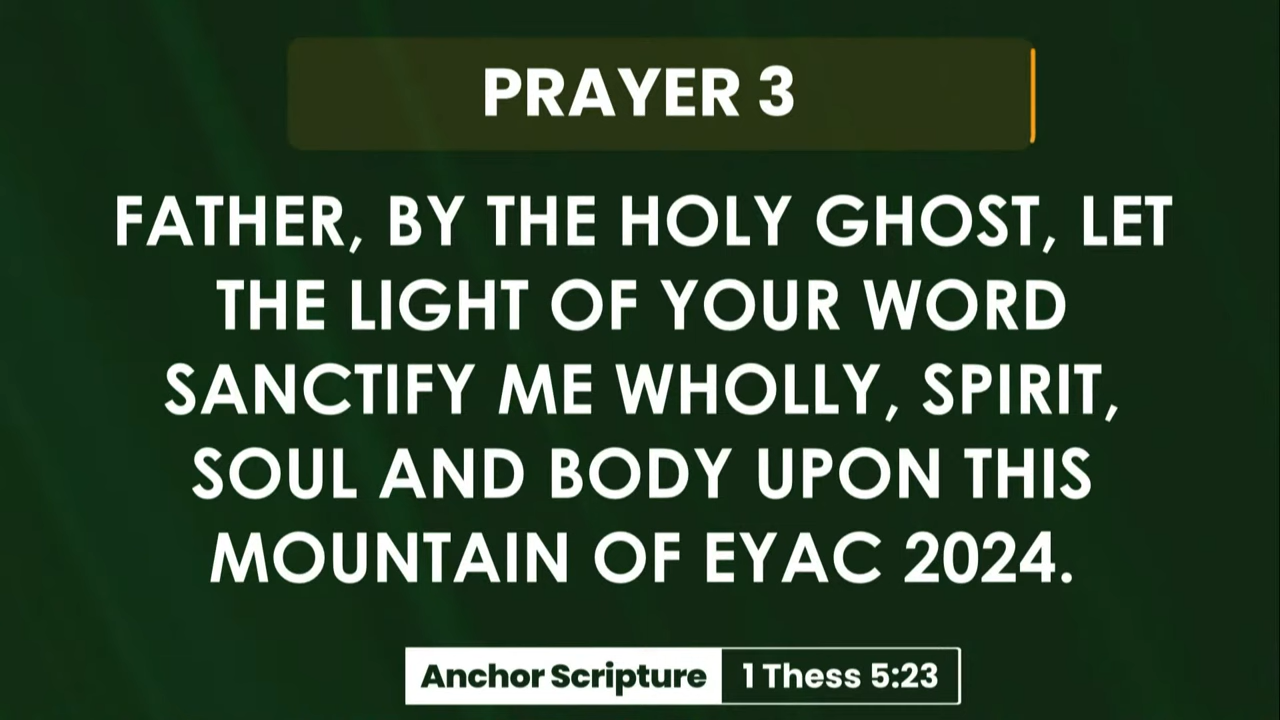 PRAYER 3
FATHER, BY THE HOLY GHOST, LET
THE LIGHT OF YOUR WORD
SANCTIFY ME WHOLLY, SPIRIT,
SOUL AND BODY UPON THIS
MOUNTAIN OF EYAC 2024.
Anchor Scripture 1 Thess 5:23